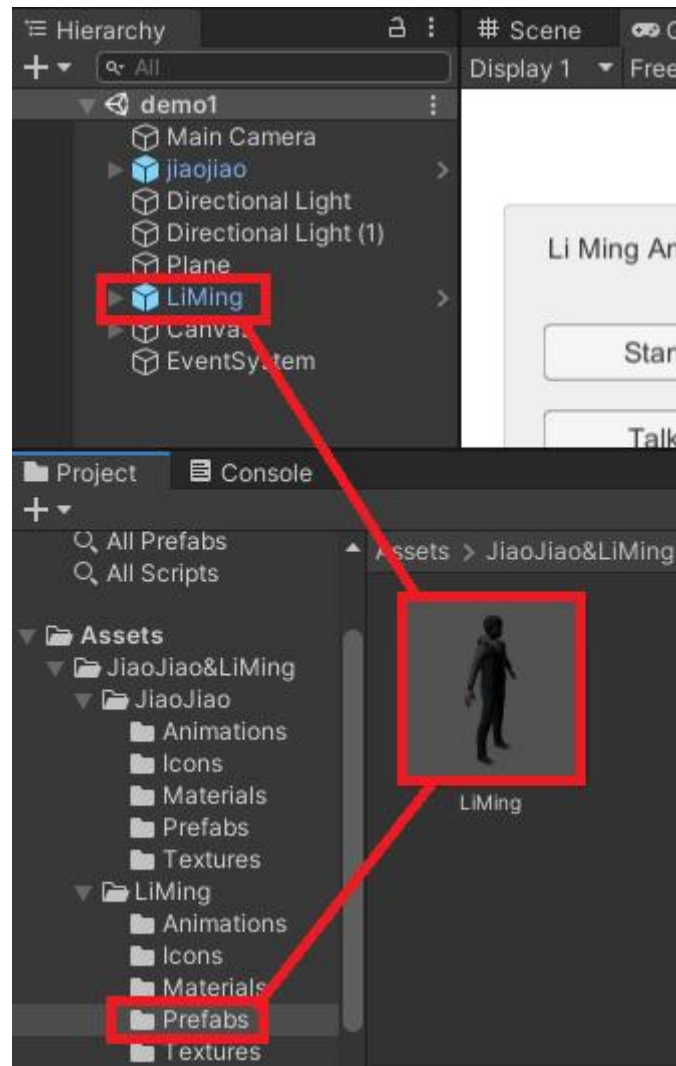 Hierarchy
# Scene
All
Display 1
Free
demo1
Main Camera
jiaojiao
Directional Light
Directional Light (1)
Plane
LiMing
Canvas
EventSystem
Li Ming An
Star
Talk
Project
Console
All Prefabs
All Scripts
Assets > JiaoJiao&LiMing
Assets
JiaoJiao&LiMing
JiaoJiao
Animations
Icons
Materials
Prefabs
Textures
LiMing
Animations
Icons
Materials
Prefabs
Textures
LiMing